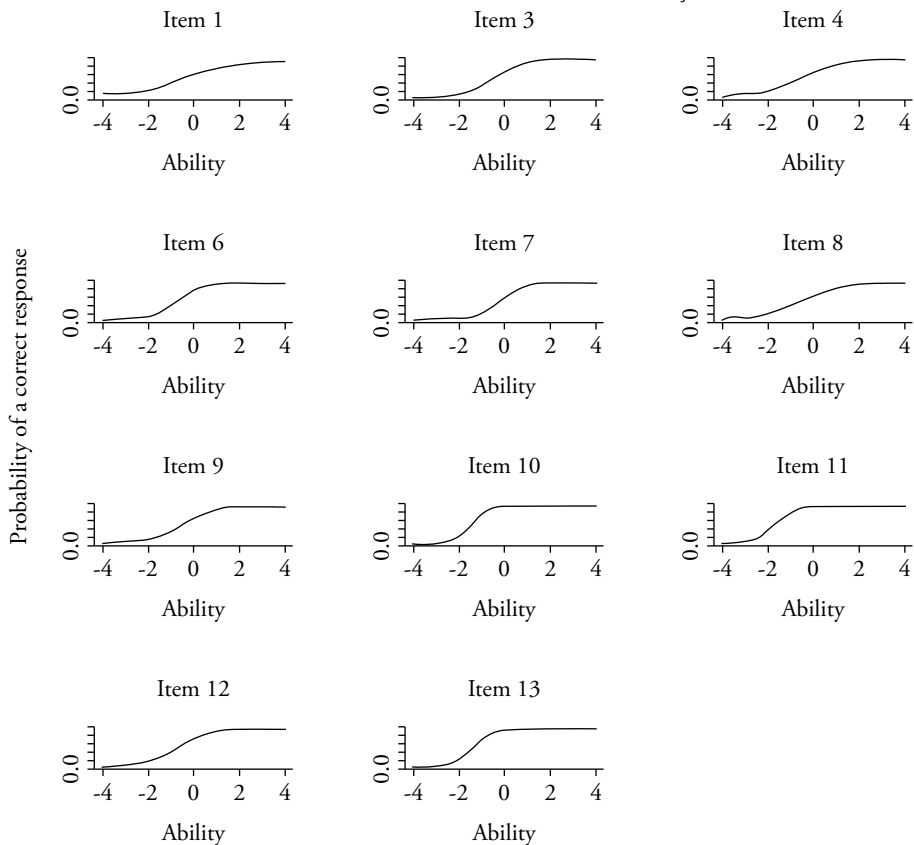 Item 1 Item 3 Item 4
0.0 0.0 0.0
-4 -2 0 2 4 -4 -2 0 2 4 -4 -2 0 2 4
Ability Ability Ability
Probability of a correct response
Item 6 Item 7 Item 8
0.0 0.0 0.0
-4 -2 0 2 4 -4 -2 0 2 4 -4 -2 0 2 4
Ability Ability Ability
Item 9 Item 10 Item 11
0.0 0.0 0.0
-4 -2 0 2 4 -4 -2 0 2 4 -4 -2 0 2 4
Ability Ability Ability
Item 12 Item 13
0.0 0.0
-4 -2 0 2 4 -4 -2 0 2 4
Ability Ability